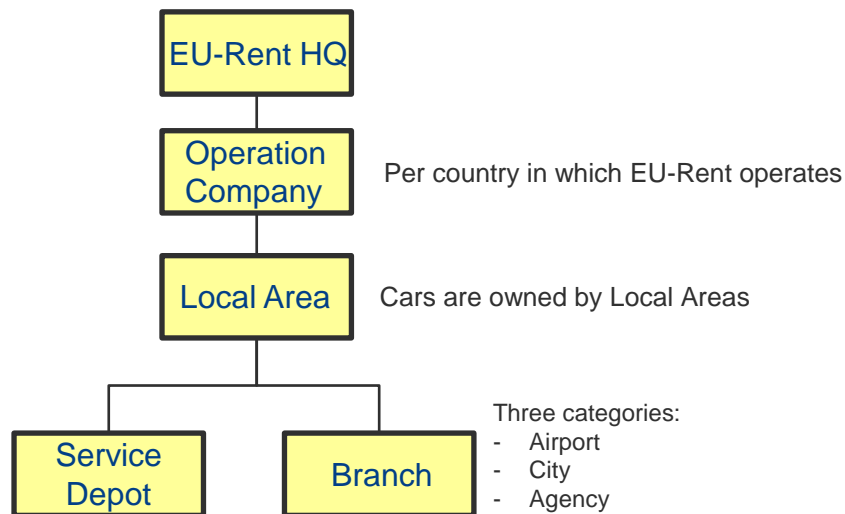 EU-Rent HQ
Operation
Company
Per country in which EU-Rent operates
Local Area
Cars are owned by Local Areas
Service
Depot
Branch
Three categories:
- Airport
- City
- Agency